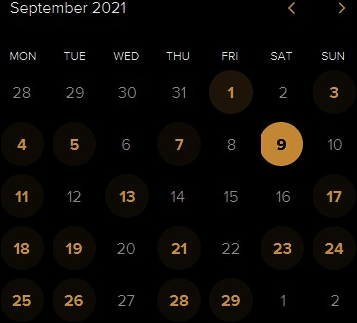 September 2021
MON TUE WED THU FRI SAT SUN
28 29 30 31 1 2 3
4 5 6 7 8 9 10
11 12 13 14 15 16 17
18 19 20 21 22 23 24
25 26 27 28 29 1 2